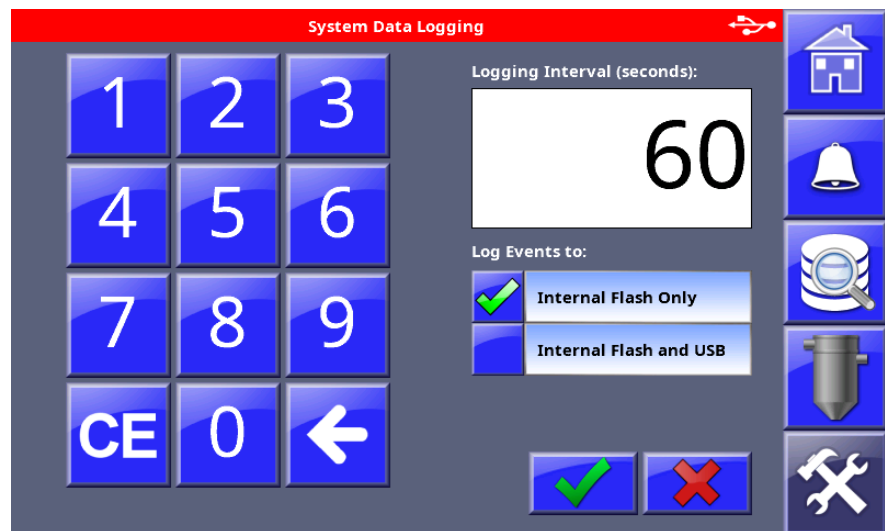 System Data Logging
1 2 3
4 5 6
7 8 9
CE 0
Logging Interval (seconds):
60
Log Events to:
Internal Flash Only
Internal Flash and USB